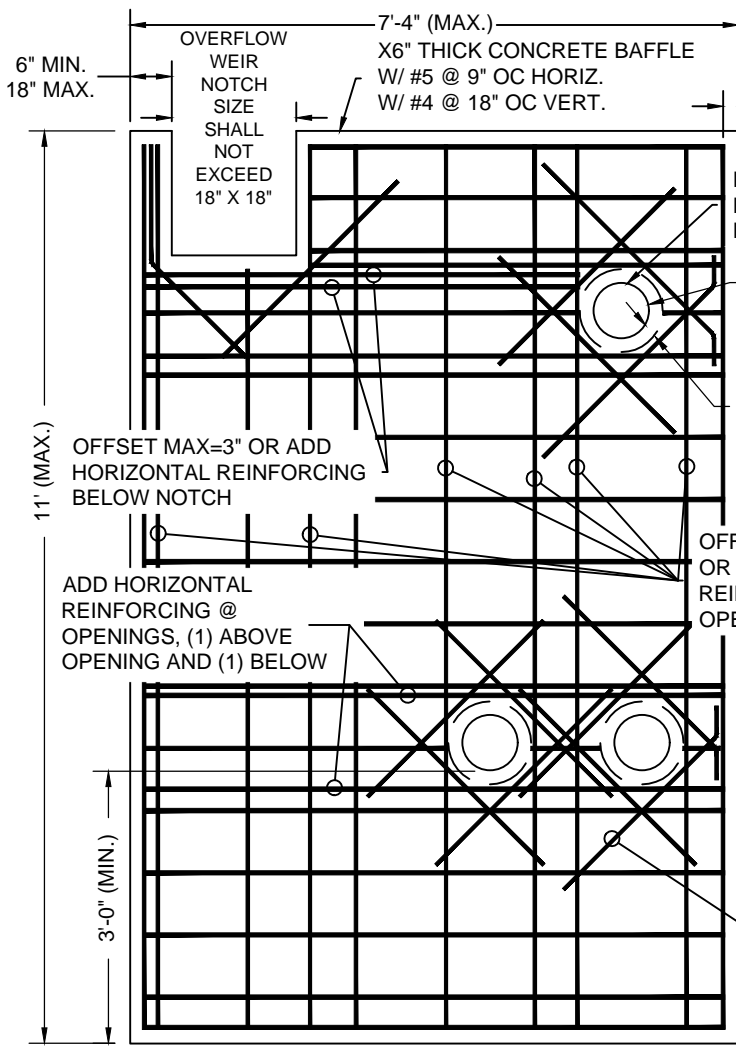 7'-4" (MAX.)
6" MIN.
18" MAX.
OVERFLOW
WEIR
NOTCH
SIZE
SHALL
NOT
EXCEED
18" X 18"
X6" THICK CONCRETE BAFFLE
W/ #5 @ 9" OC HORIZ.
W/ #4 @ 18" OC VERT.
11' (MAX.)
OFFSET MAX=3" OR ADD
HORIZONTAL REINFORCING
BELOW NOTCH
OR
ADD HORIZONTAL
REINFORCING @
OPENINGS, (1) ABOVE
OPENING AND (1) BELOW
3'-0" (MIN.)